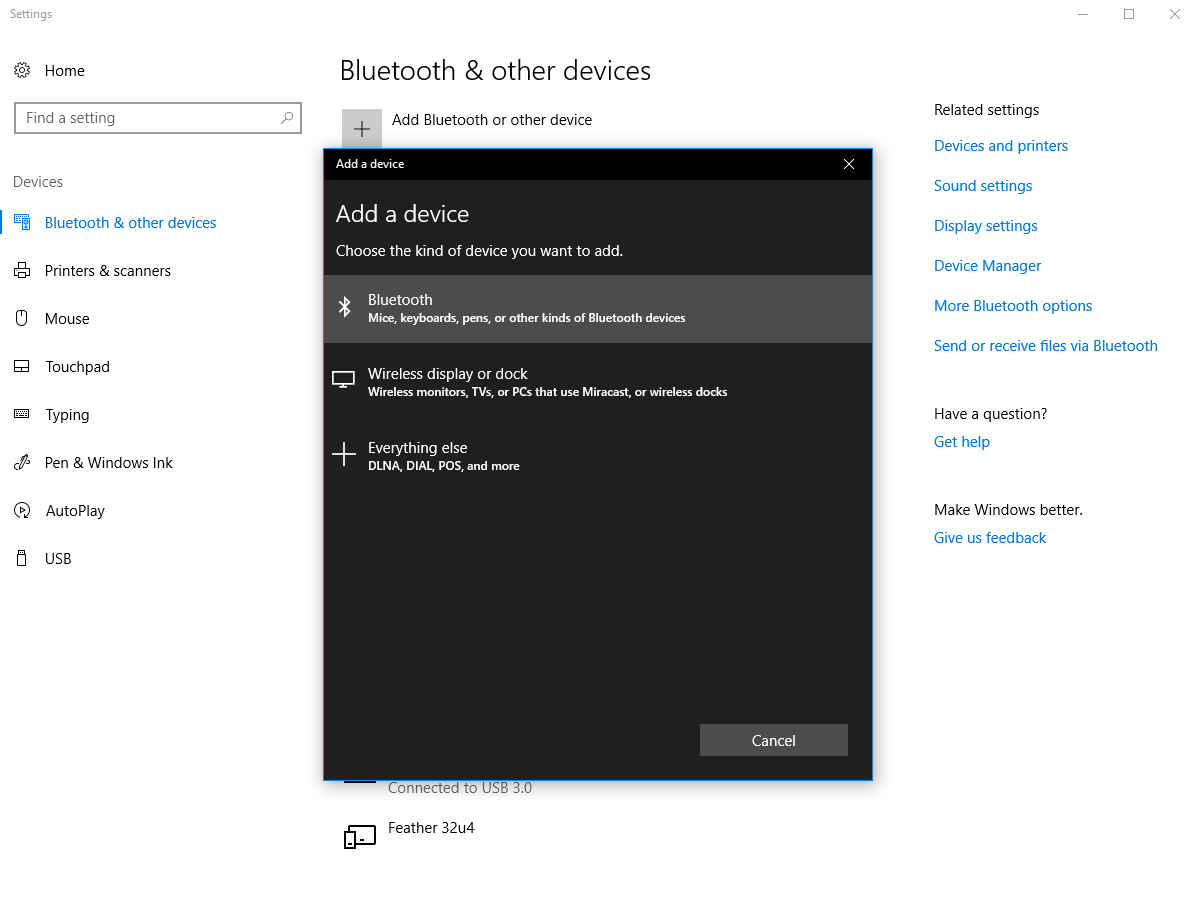 Settings
Home
Find a setting
Devices
Bluetooth & other devices
Printers & scanners
Mouse
Touchpad
Typing
Pen & Windows Ink
AutoPlay
USB
Bluetooth & other devices
Add Bluetooth or other device
Add a device
Add a device
Choose the kind of device you want to add.
Bluetooth
Mice, keyboards, pens, or other kinds of Bluetooth devices
Wireless display or dock
Wireless monitors, TVs, or PCs that use Miracast, or wireless docks
Everything else
DLNA, DIAL, POS, and more
Cancel
Connected to USB 3.0
Feather 32u4
Related settings
Devices and printers
Sound settings
Display settings
Device Manager
More Bluetooth options
Send or receive files via Bluetooth
Have a question?
Get help
Make Windows better.
Give us feedback